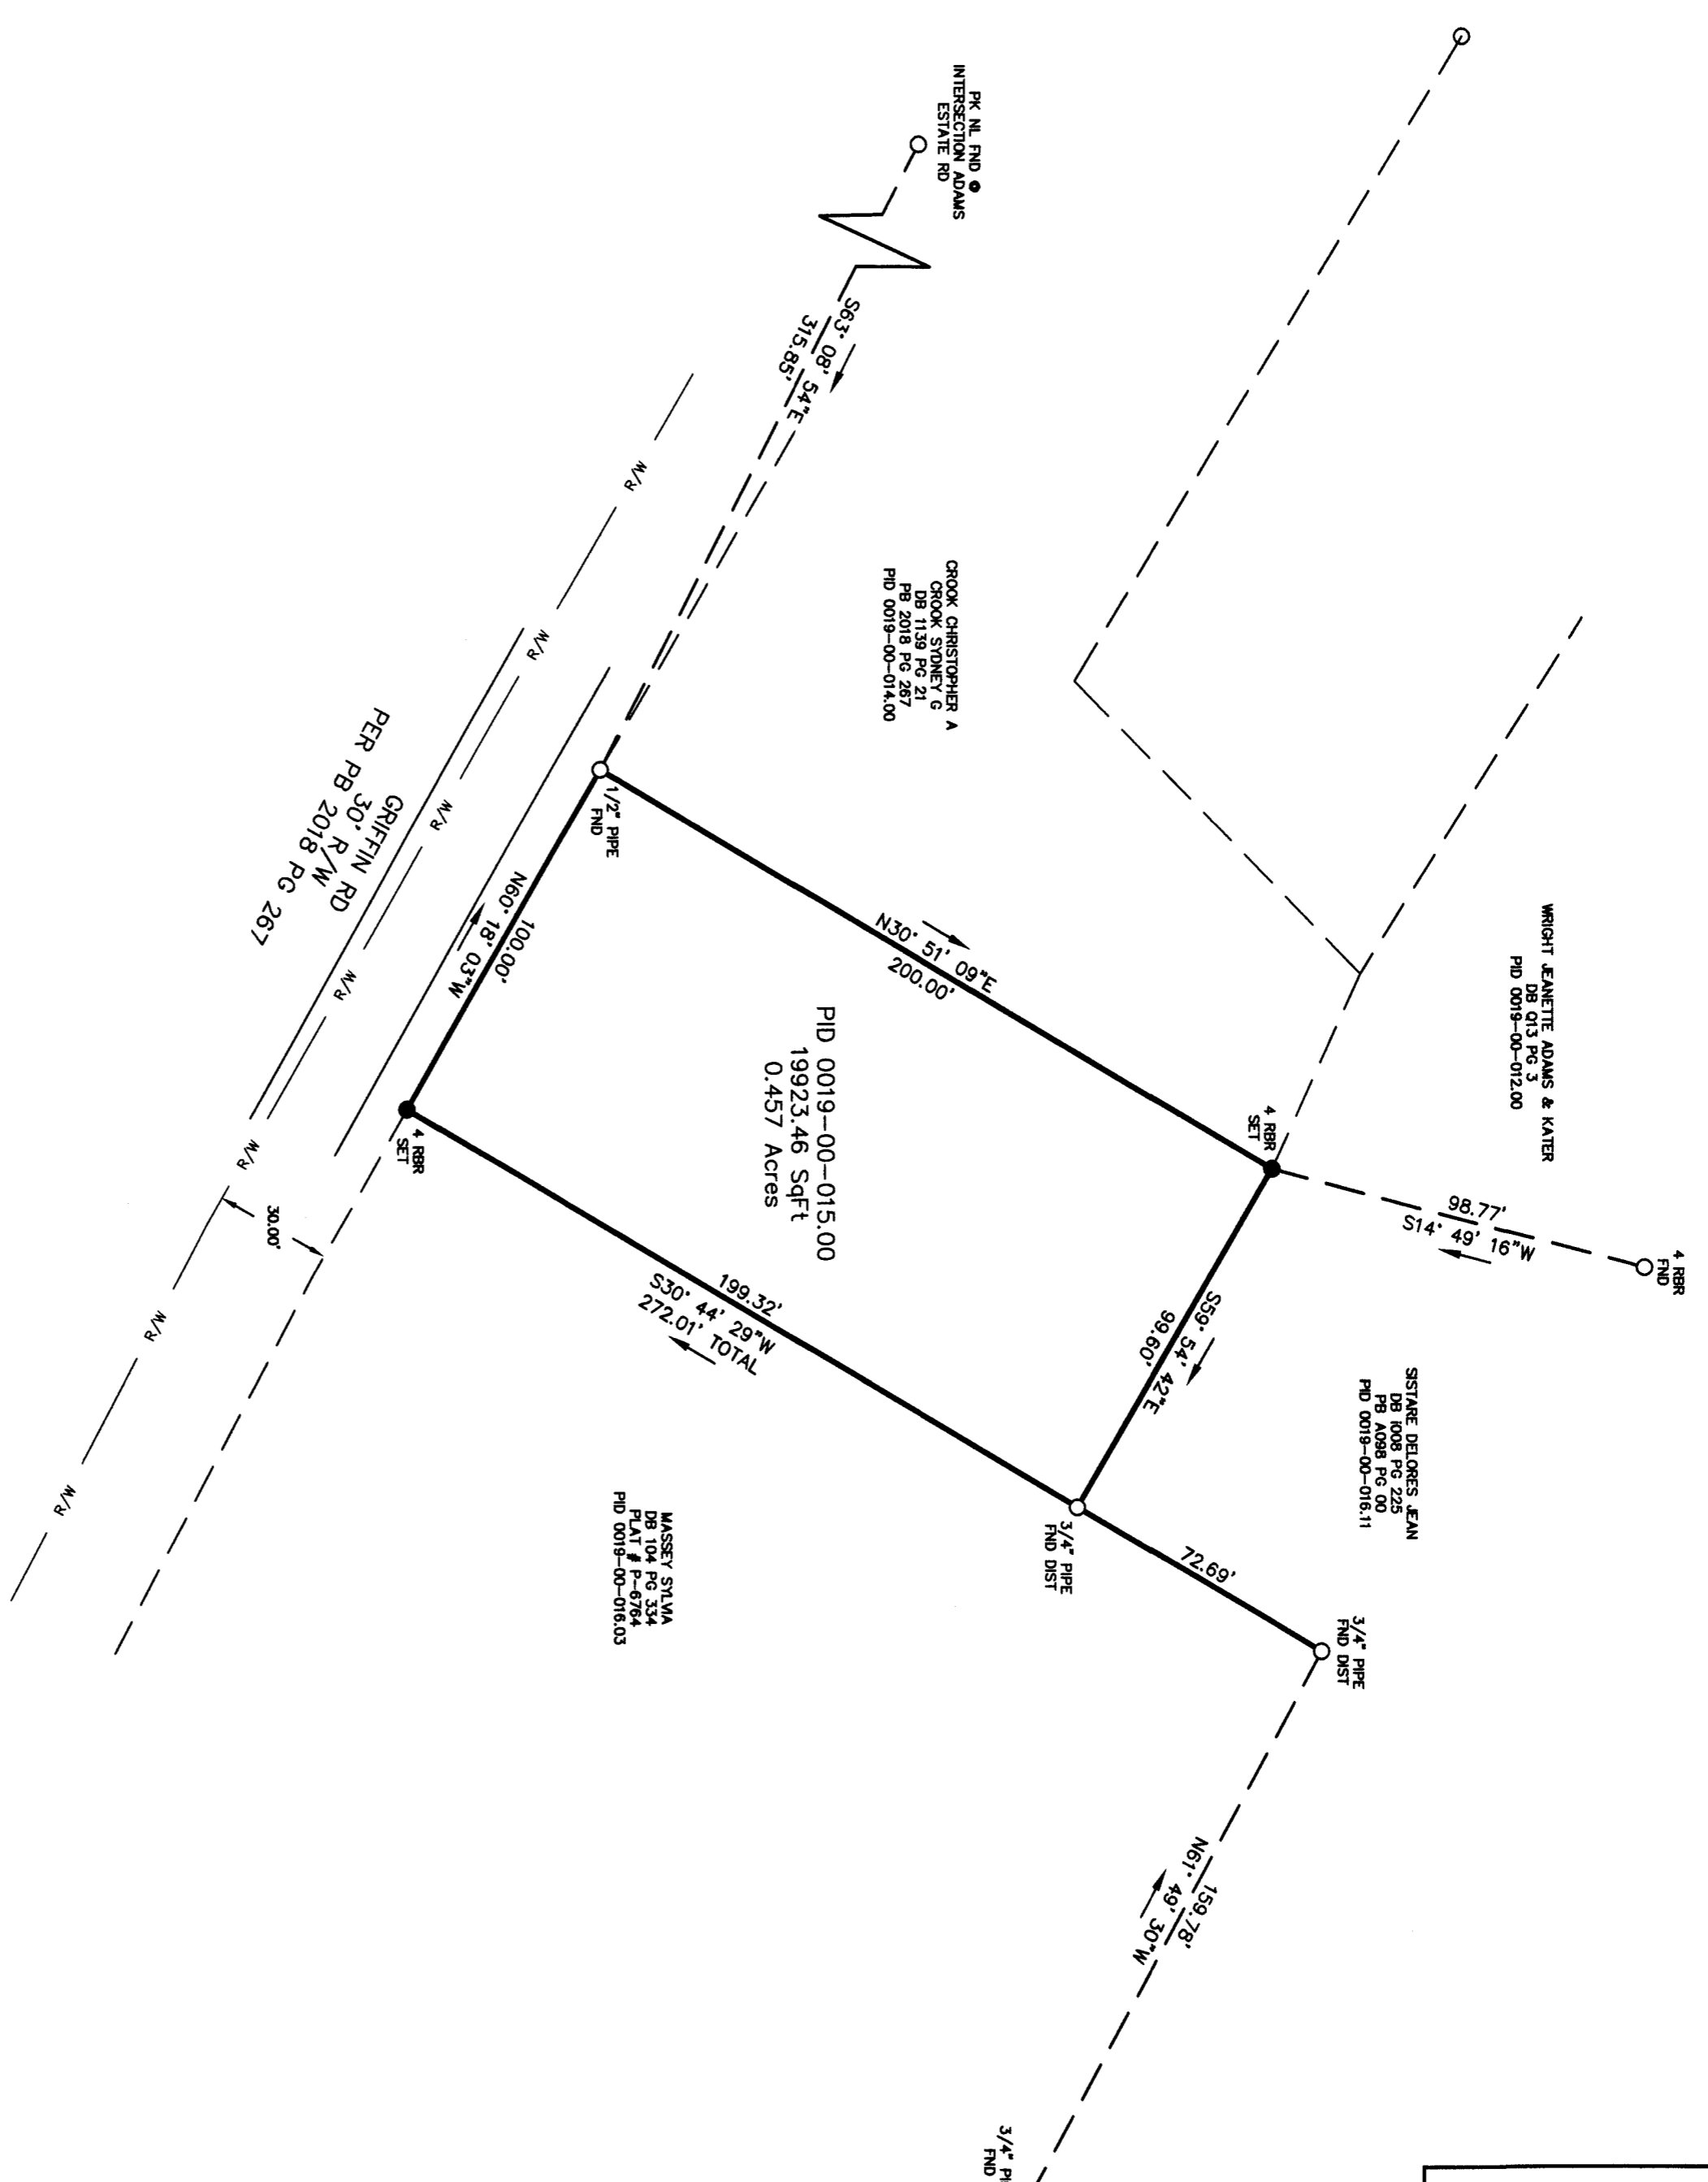 PK NL FND @
INTERSECTION ADAMS
ESTATE RD
S63° 08' 54"E
315.85'
CROOK CHRISTOPHER A
CROOK SYDNEY G
DB 1139 PG 21
PB 2018 PG 267
PID 0019-00-014.00
WRIGHT JEANETTE ADAMS & KATER
DB Q13 PG 3
PID 0019-00-012.00
4 RBR
FND
98.77'
S14° 49' 16"W
4 RBR
SET
N30° 51' 09"E
200.00'
1/2" PIPE
FND
100.00'
N60° 18' 03"W
PID 0019-00-015.00
19923.46 SqFt
0.457 Acres
S59° 54' 42"E
99.60'
SISTARE DELORES JEAN
DB I008 PG 225
PB A098 PG 00
PID 0019-00-016.11
4 RBR
SET
199.32'
S30° 44' 29"W
272.01' TOTAL
3/4" PIPE
FND DIST
72.69'
3/4" PIPE
FND DIST
MASSEY SYLVIA
DB 104 PG 334
PLAT # P-6764
PID 0019-00-016.03
159.78'
N61° 49' 30"W
3/4" PI
FND
R/W
R/W
R/W
R/W
R/W
R/W
R/W
30.00'
GRIFFIN RD
30' R/W
PER PB 2018 PG 267